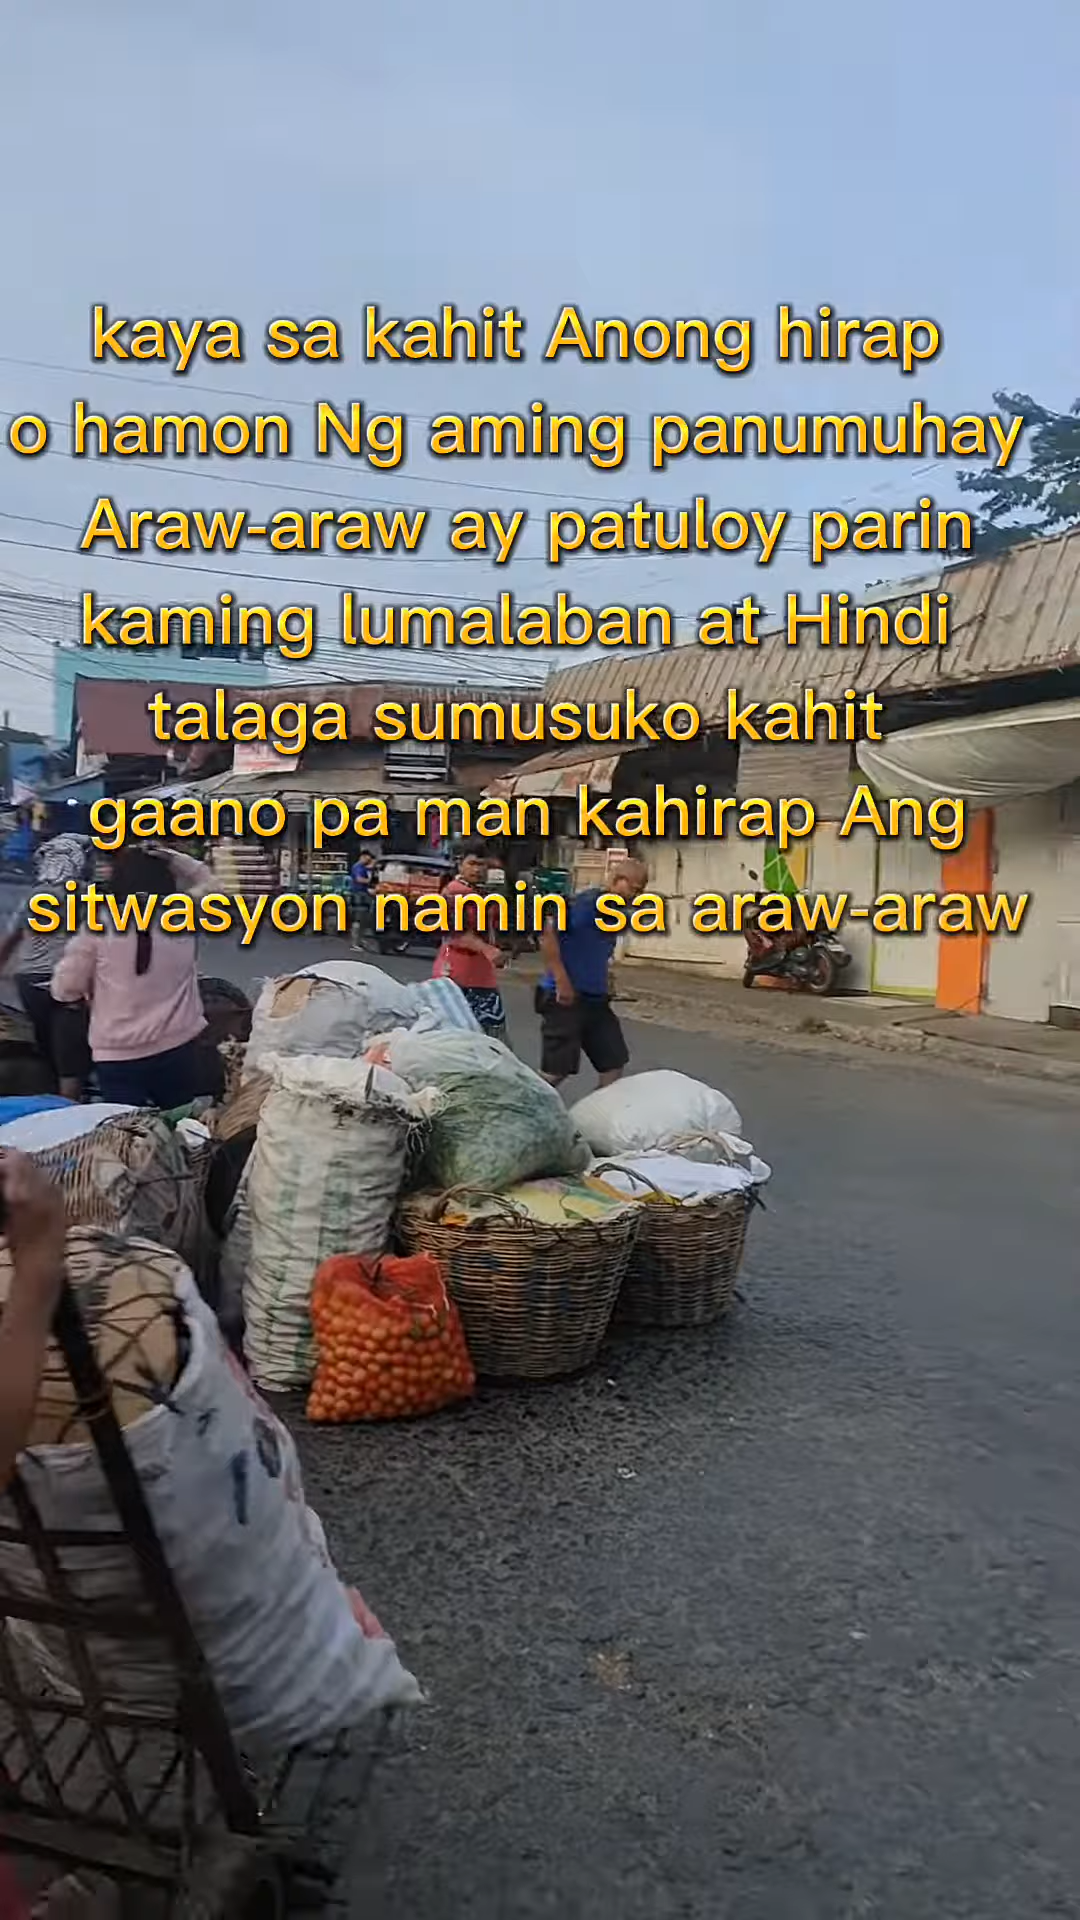 kaya sa kahit Anong hirap
o hamon Ng aming panumuhay
Araw-araw ay patuloy parin
kaming lumalaban at Hindi
talaga sumusuko kahit
gaano pa man kahirap Ang
sitwasyon namin sa araw-araw